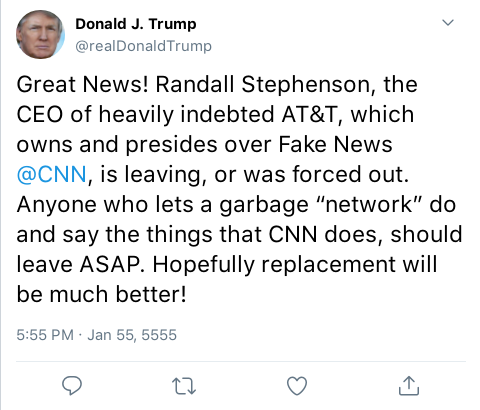 Donald J. Trump
@realDonaldTrump
Great News! Randall Stephenson, the
CEO of heavily indebted AT&T, which
owns and presides over Fake News
@CNN, is leaving, or was forced out.
Anyone who lets a garbage “network” do
and say the things that CNN does, should
leave ASAP. Hopefully replacement will
be much better!
5:55 PM · Jan 55, 5555